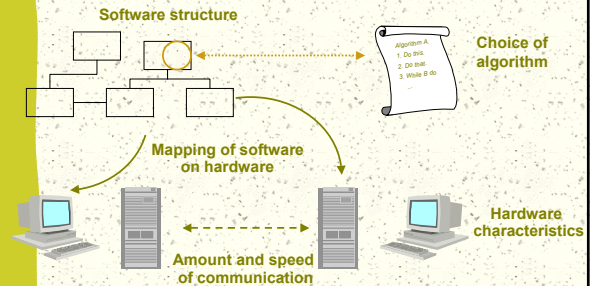 Software structure
Algorithm A.
1. Do this.
2. Do that.
3. While B do
...
Choice of
algorithm
Mapping of software
on hardware
Hardware
characteristics
Amount and speed
of communication